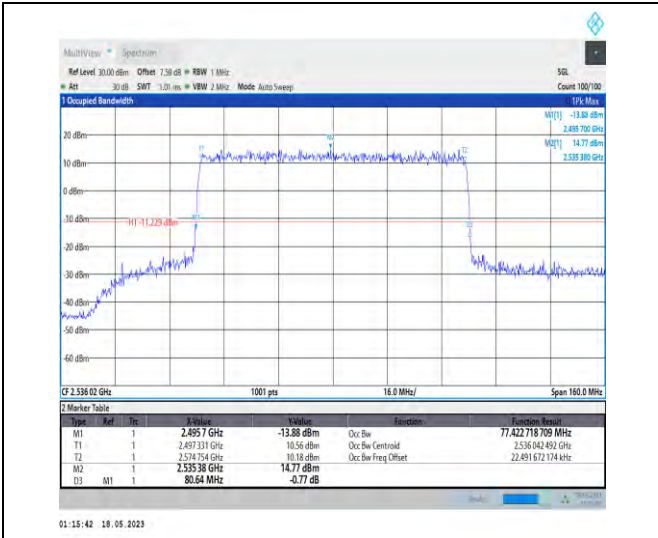 MultiView Spectrum
Ref Level 30.00 dBm Offset 7.58 dB RBW 1 MHz SGL
Att 30 dB SWT 1.01 ms VBW 2 MHz Mode Auto Sweep Count 100/100
1 Occupied Bandwidth 1Pk Max
M1[1] -13.88 dBm
2.495 700 GHz
M2[1] 14.77 dBm
2.535 380 GHz
20 dBm
T1
M2
T2
10 dBm
0 dBm
-10 dBm
H1 -11.229 dBm
M1
D3
-20 dBm
-30 dBm
-40 dBm
-50 dBm
-60 dBm
CF 2.536 02 GHz 1001 pts 16.0 MHz/ Span 160.0 MHz
2 Marker Table
Type Ref Trc X-Value Y-Value Function Function Result
M1 1 2.495 7 GHz -13.88 dBm Occ Bw 77.422 718 709 MHz
T1 1 2.497 331 GHz 10.56 dBm Occ Bw Centroid 2.536 042 492 GHz
T2 1 2.574 754 GHz 10.18 dBm Occ Bw Freq Offset 22.491 672 174 kHz
M2 1 2.535 38 GHz 14.77 dBm
D3 M1 1 80.64 MHz -0.77 dB
01:15:42 18.05.2023